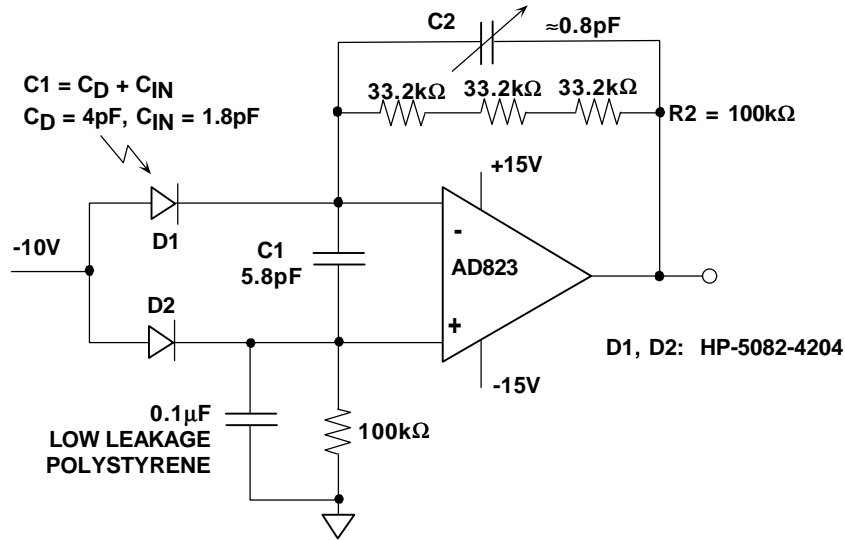 C2
≈0.8pF
C1 = CD + CIN
CD = 4pF, CIN = 1.8pF
33.2kΩ
33.2kΩ
33.2kΩ
R2 = 100kΩ
+15V
-10V
D1
C1
5.8pF
-
AD823
D2
+
D1, D2: HP-5082-4204
-15V
0.1μF
LOW LEAKAGE
POLYSTYRENE
100kΩ